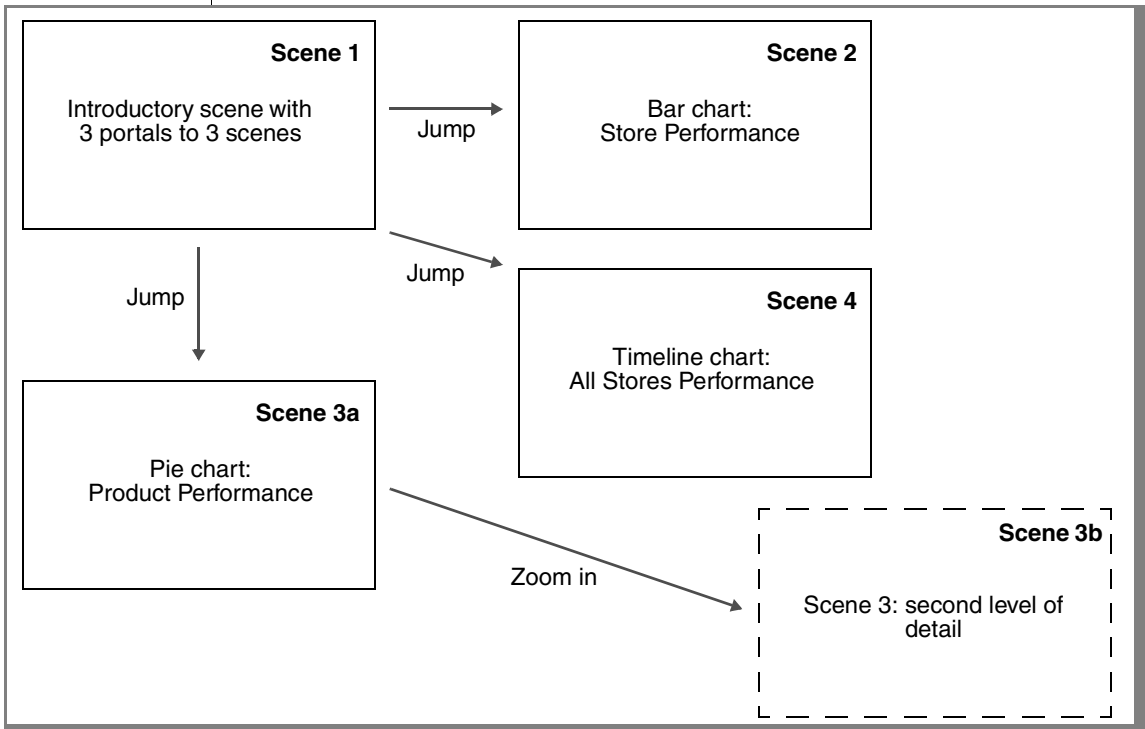 Scene 1
Introductory scene with
3 portals to 3 scenes
Jump
Scene 2
Bar chart:
Store Performance
Jump
Scene 4
Timeline chart:
All Stores Performance
Jump
Scene 3a
Pie chart:
Product Performance
Zoom in
Scene 3b
Scene 3: second level of
detail